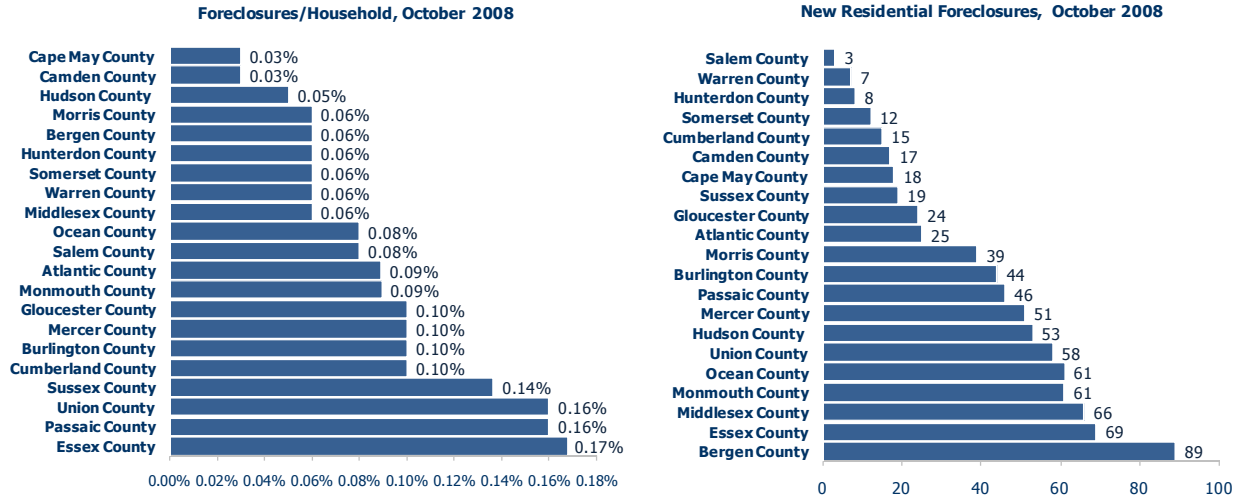 Foreclosures/Household, October 2008
Cape May County 0.03%
Camden County 0.03%
Hudson County 0.05%
Morris County 0.06%
Bergen County 0.06%
Hunterdon County 0.06%
Somerset County 0.06%
Warren County 0.06%
Middlesex County 0.06%
Ocean County 0.08%
Salem County 0.08%
Atlantic County 0.09%
Monmouth County 0.09%
Gloucester County 0.10%
Mercer County 0.10%
Burlington County 0.10%
Cumberland County 0.10%
Sussex County 0.14%
Union County 0.16%
Passaic County 0.16%
Essex County 0.17%
0.00% 0.02% 0.04% 0.06% 0.08% 0.10% 0.12% 0.14% 0.16% 0.18%
New Residential Foreclosures, October 2008
Salem County 3
Warren County 7
Hunterdon County 8
Somerset County 12
Cumberland County 15
Camden County 17
Cape May County 18
Sussex County 19
Gloucester County 24
Atlantic County 25
Morris County 39
Burlington County 44
Passaic County 46
Mercer County 51
Hudson County 53
Union County 58
Ocean County 61
Monmouth County 61
Middlesex County 66
Essex County 69
Bergen County 89
0 20 40 60 80 100